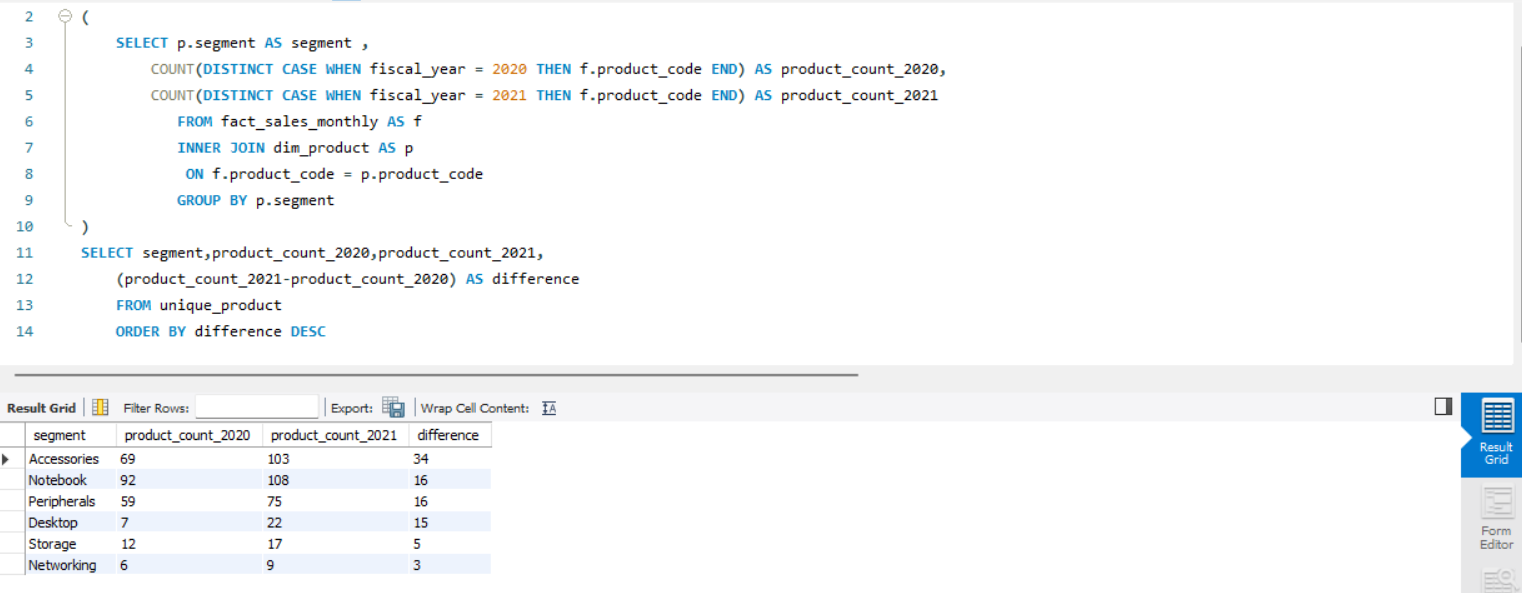 2 (
3 SELECT p.segment AS segment ,
4 COUNT(DISTINCT CASE WHEN fiscal_year = 2020 THEN f.product_code END) AS product_count_2020,
5 COUNT(DISTINCT CASE WHEN fiscal_year = 2021 THEN f.product_code END) AS product_count_2021
6 FROM fact_sales_monthly AS f
7 INNER JOIN dim_product AS p
8 ON f.product_code = p.product_code
9 GROUP BY p.segment
10 )
11 SELECT segment,product_count_2020,product_count_2021,
12 (product_count_2021-product_count_2020) AS difference
13 FROM unique_product
14 ORDER BY difference DESC
Result Grid Filter Rows: Export: Wrap Cell Content:
segment product_count_2020 product_count_2021 difference
Accessories 69 103 34
Notebook 92 108 16
Peripherals 59 75 16
Desktop 7 22 15
Storage 12 17 5
Networking 6 9 3
Result
Grid
Form
Editor